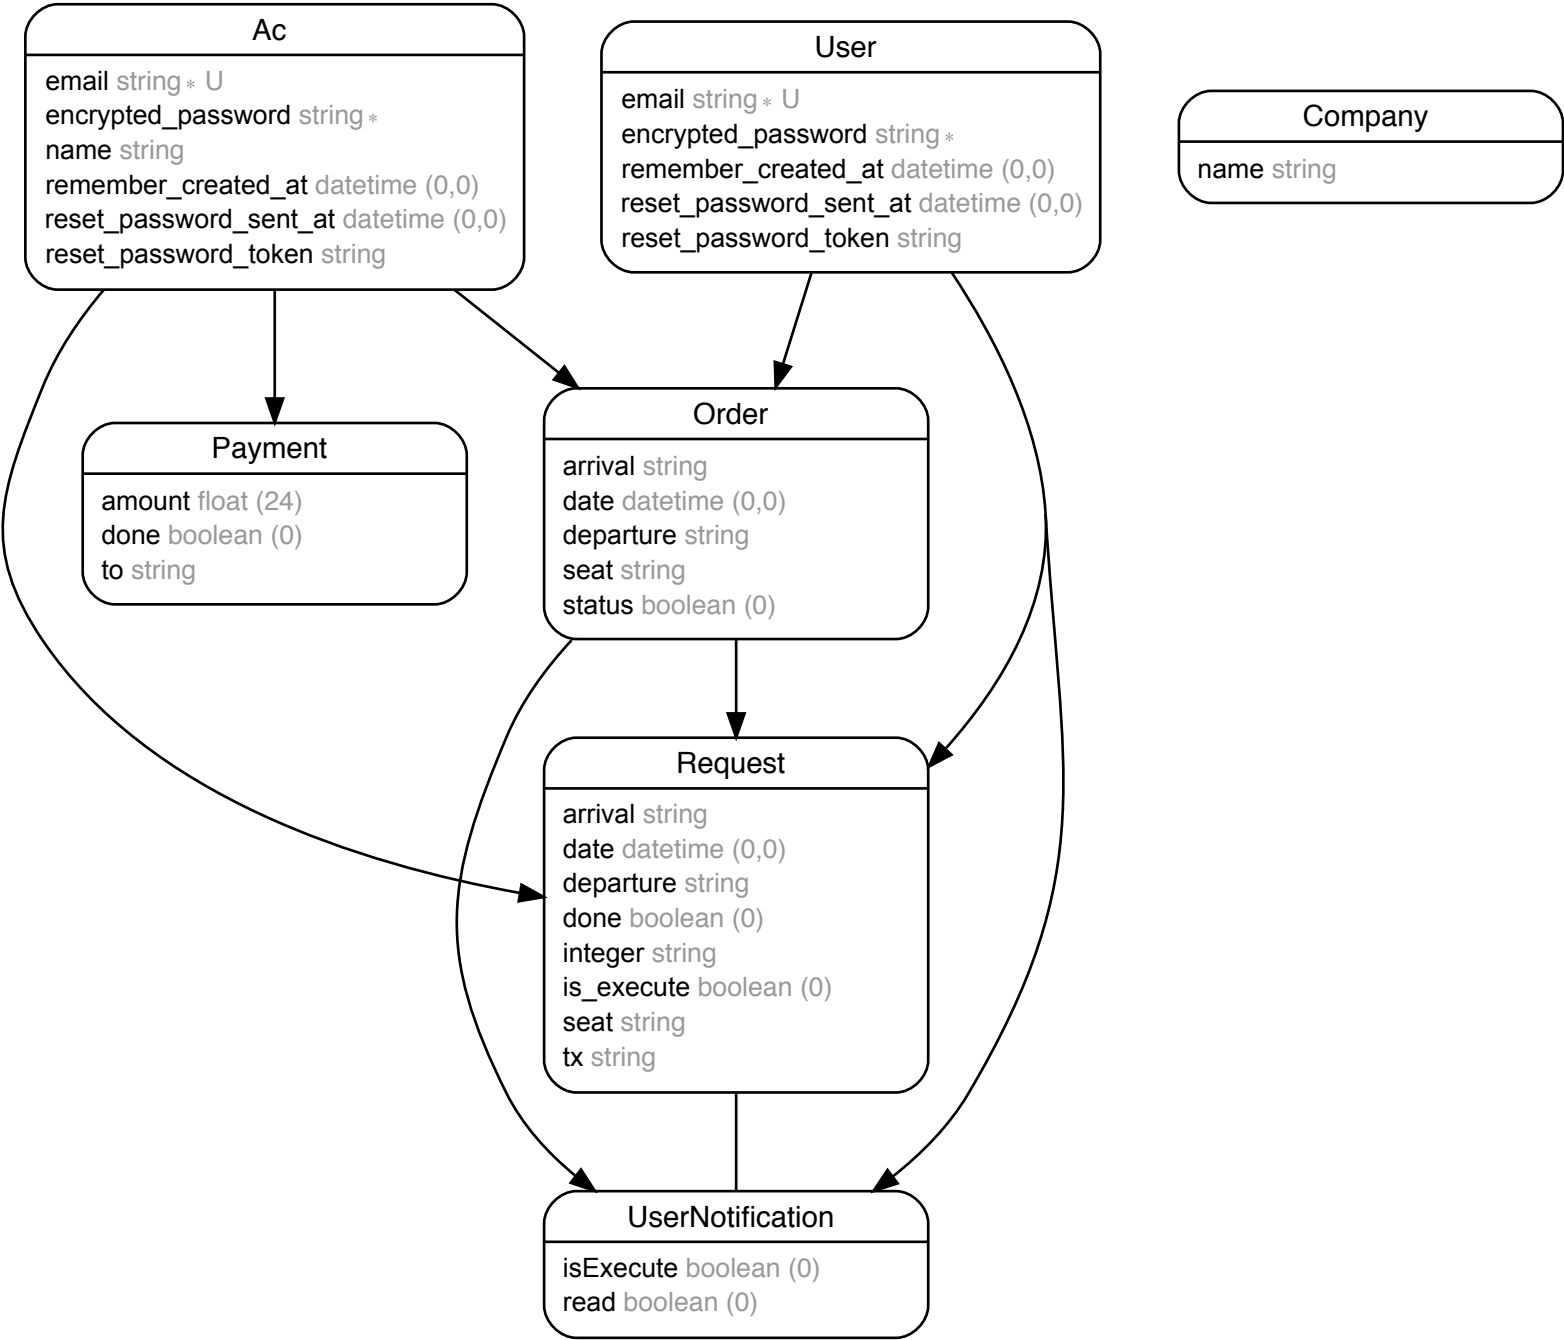 Ac
email string ∗ U
encrypted_password string ∗
name string
remember_created_at datetime (0,0)
reset_password_sent_at datetime (0,0)
reset_password_token string
User
email string ∗ U
encrypted_password string ∗
remember_created_at datetime (0,0)
reset_password_sent_at datetime (0,0)
reset_password_token string
Company
name string
Payment
amount float (24)
done boolean (0)
to string
Order
arrival string
date datetime (0,0)
departure string
seat string
status boolean (0)
Request
arrival string
date datetime (0,0)
departure string
done boolean (0)
integer string
is_execute boolean (0)
seat string
tx string
UserNotification
isExecute boolean (0)
read boolean (0)